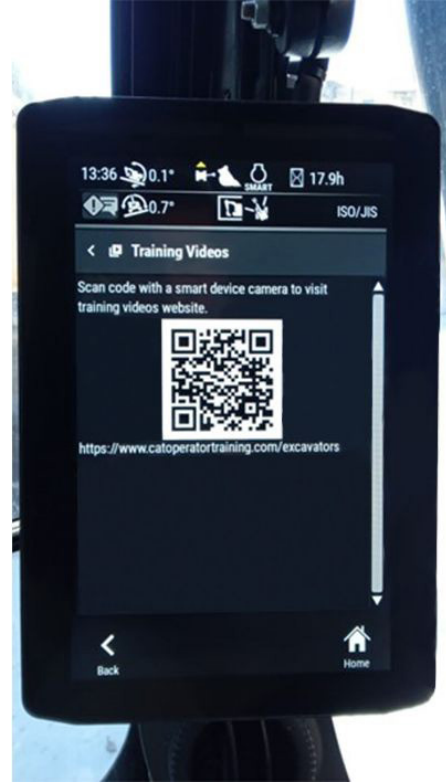 13:36 0.1° SMART 17.9h
0.7° ISO/JIS
Training Videos
Scan code with a smart device camera to visit
training videos website.
https://www.catoperatortraining.com/excavators
Back Home